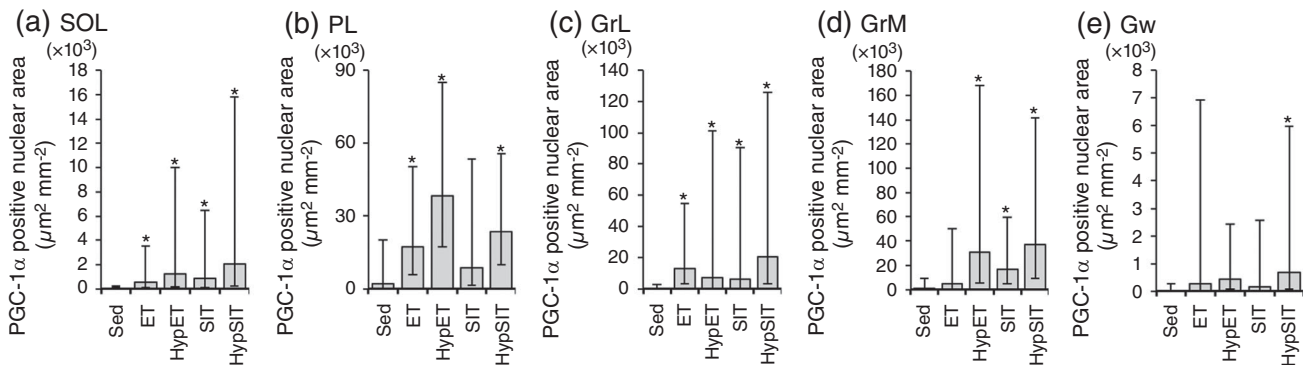 (a) SOL
(×10³)
PGC-1α positive nuclear area
(µm² mm-²)
18
16
14
12
10
8
6
4
2
0
Sed
ET
HypET
SIT
HypSIT
*
*
*
*
(b) PL
(×10³)
PGC-1α positive nuclear area
(µm² mm-²)
90
60
30
0
Sed
ET
HypET
SIT
HypSIT
*
*
*
(c) GrL
(×10³)
PGC-1α positive nuclear area
(µm² mm-²)
140
120
100
80
60
40
20
0
Sed
ET
HypET
SIT
HypSIT
*
*
*
*
(d) GrM
(×10³)
PGC-1α positive nuclear area
(µm² mm-²)
180
160
140
120
100
80
60
40
20
0
Sed
ET
HypET
SIT
HypSIT
*
*
*
(e) Gw
(×10³)
PGC-1α positive nuclear area
(µm² mm-²)
8
7
6
5
4
3
2
1
0
Sed
ET
HypET
SIT
HypSIT
*